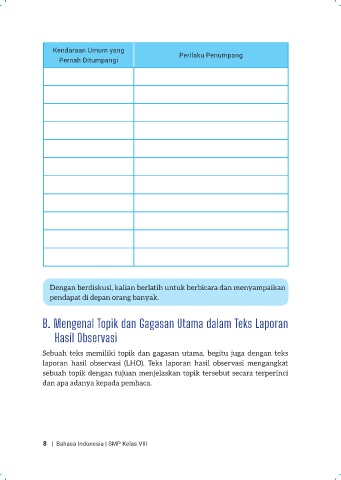 Kendaraan Umum yang
Pernah Ditumpangi
Perilaku Penumpang
Dengan berdiskusi, kalian berlatih untuk berbicara dan menyampaikan
pendapat di depan orang banyak.
B. Mengenal Topik dan Gagasan Utama dalam Teks Laporan
Hasil Observasi
Sebuah teks memiliki topik dan gagasan utama, begitu juga dengan teks
laporan hasil observasi (LHO). Teks laporan hasil observasi mengangkat
sebuah topik dengan tujuan menjelaskan topik tersebut secara terperinci
dan apa adanya kepada pembaca.
8 | Bahasa Indonesia | SMP Kelas VIII